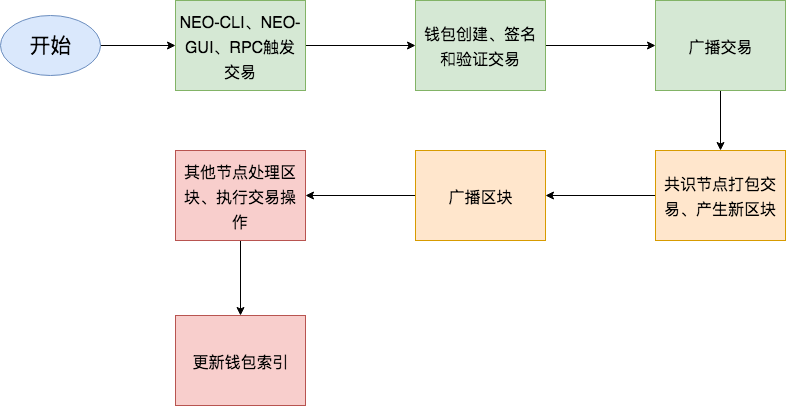 开始
NEO-CLI、NEO-
GUI、RPC触发
交易
钱包创建、签名
和验证交易
广播交易
共识节点打包交
易、产生新区块
广播区块
其他节点处理区
块、执行交易操
作
更新钱包索引